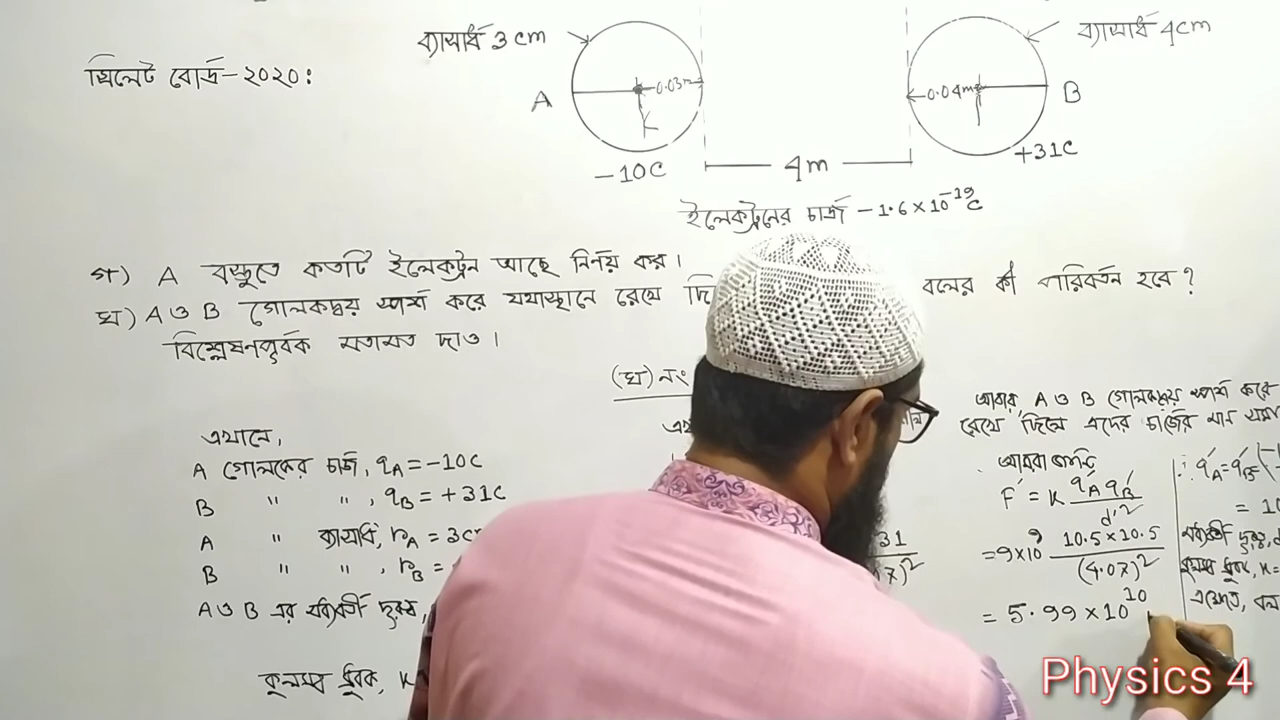 ব্যাসার্ধ 3 cm
ব্যাসার্ধ 4cm
সিলেট বোর্ড-২০২০ঃ
A
0.03m
0.04m
B
-10C
+31C
4m
ইলেকট্রনের চার্জ -1.6×10⁻¹⁹C
গ) A বস্তুতে কতটি ইলেকট্রন আছে নির্ণয় কর।
ঘ) A ও B গোলকদ্বয় স্পর্শ করে যথাস্থানে রেখে দি বলের কী পরিবর্তন হবে ?
বিশ্লেষণপূর্বক মতামত দাও।
(ঘ) নং
এখানে,
A গোলকের চার্জ, qA = -10C
B " ", qB = +31C
A " ব্যাসার্ধ, rA = 3c
B " ", rB =
A ও B এর মধ্যবর্তী দূরত্ব,
কুলম্ব ধ্রুবক, K
31
7)²
আবার, A ও B গোলকদ্বয় স্পর্শ করে
রেখে দিলে এদের চার্জের মান
আমরা জানি,
F′ = K q′A q′B / d′²
= 9×10⁹ 10.5×10.5 / (4.07)²
= 5.99×10¹⁰
∴ q′A = q′B = (-1
= 10
মধ্যবর্তী দূরত্ব, d
কুলম্ব ধ্রুবক, K =
এক্ষেত্রে, বল
Physics 4